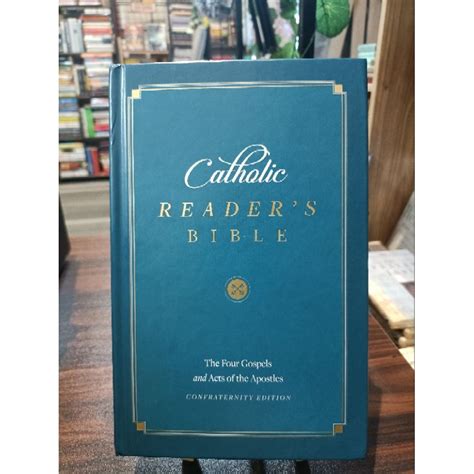 Catholic
READER'S
BIBLE
The Four Gospels
and Acts of the Apostles
CONFRATERNITY EDITION